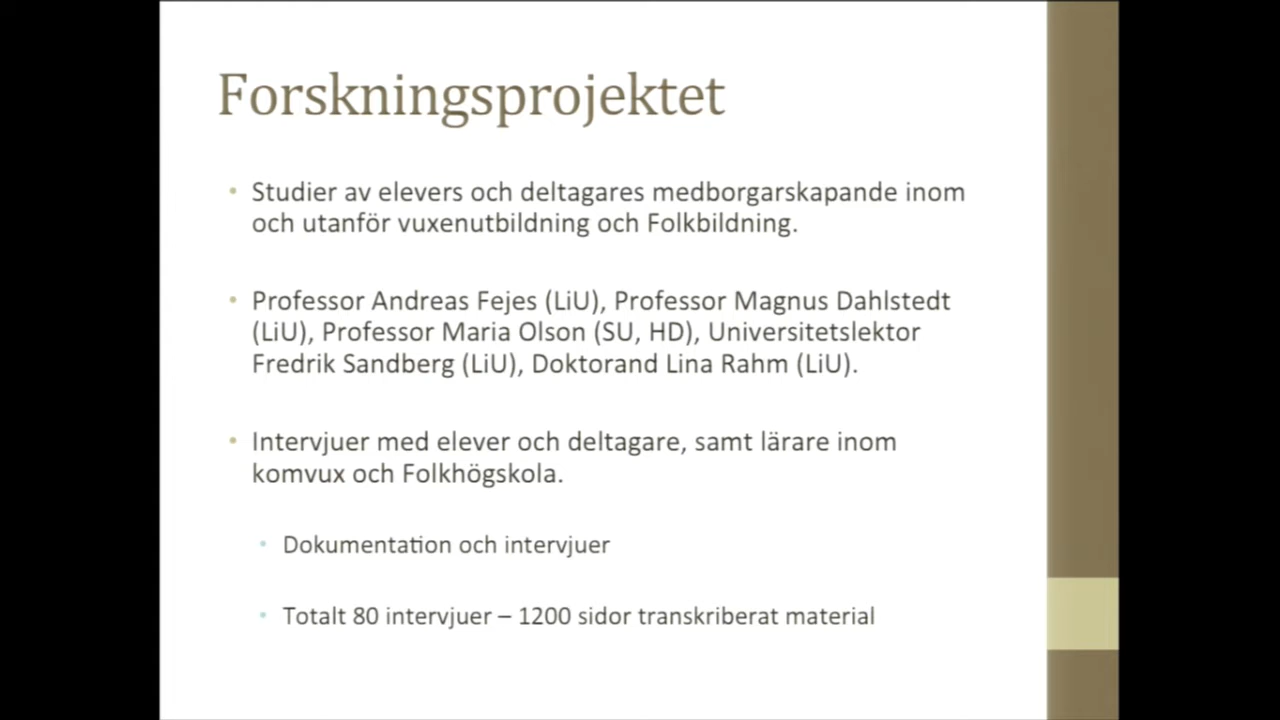 Forskningsprojektet
• Studier av elevers och deltagares medborgarskapande inom
och utanför vuxenutbildning och Folkbildning.
• Professor Andreas Fejes (LiU), Professor Magnus Dahlstedt
(LiU), Professor Maria Olson (SU, HD), Universitetslektor
Fredrik Sandberg (LiU), Doktorand Lina Rahm (LiU).
• Intervjuer med elever och deltagare, samt lärare inom
komvux och Folkhögskola.
• Dokumentation och intervjuer
• Totalt 80 intervjuer – 1200 sidor transkriberat material